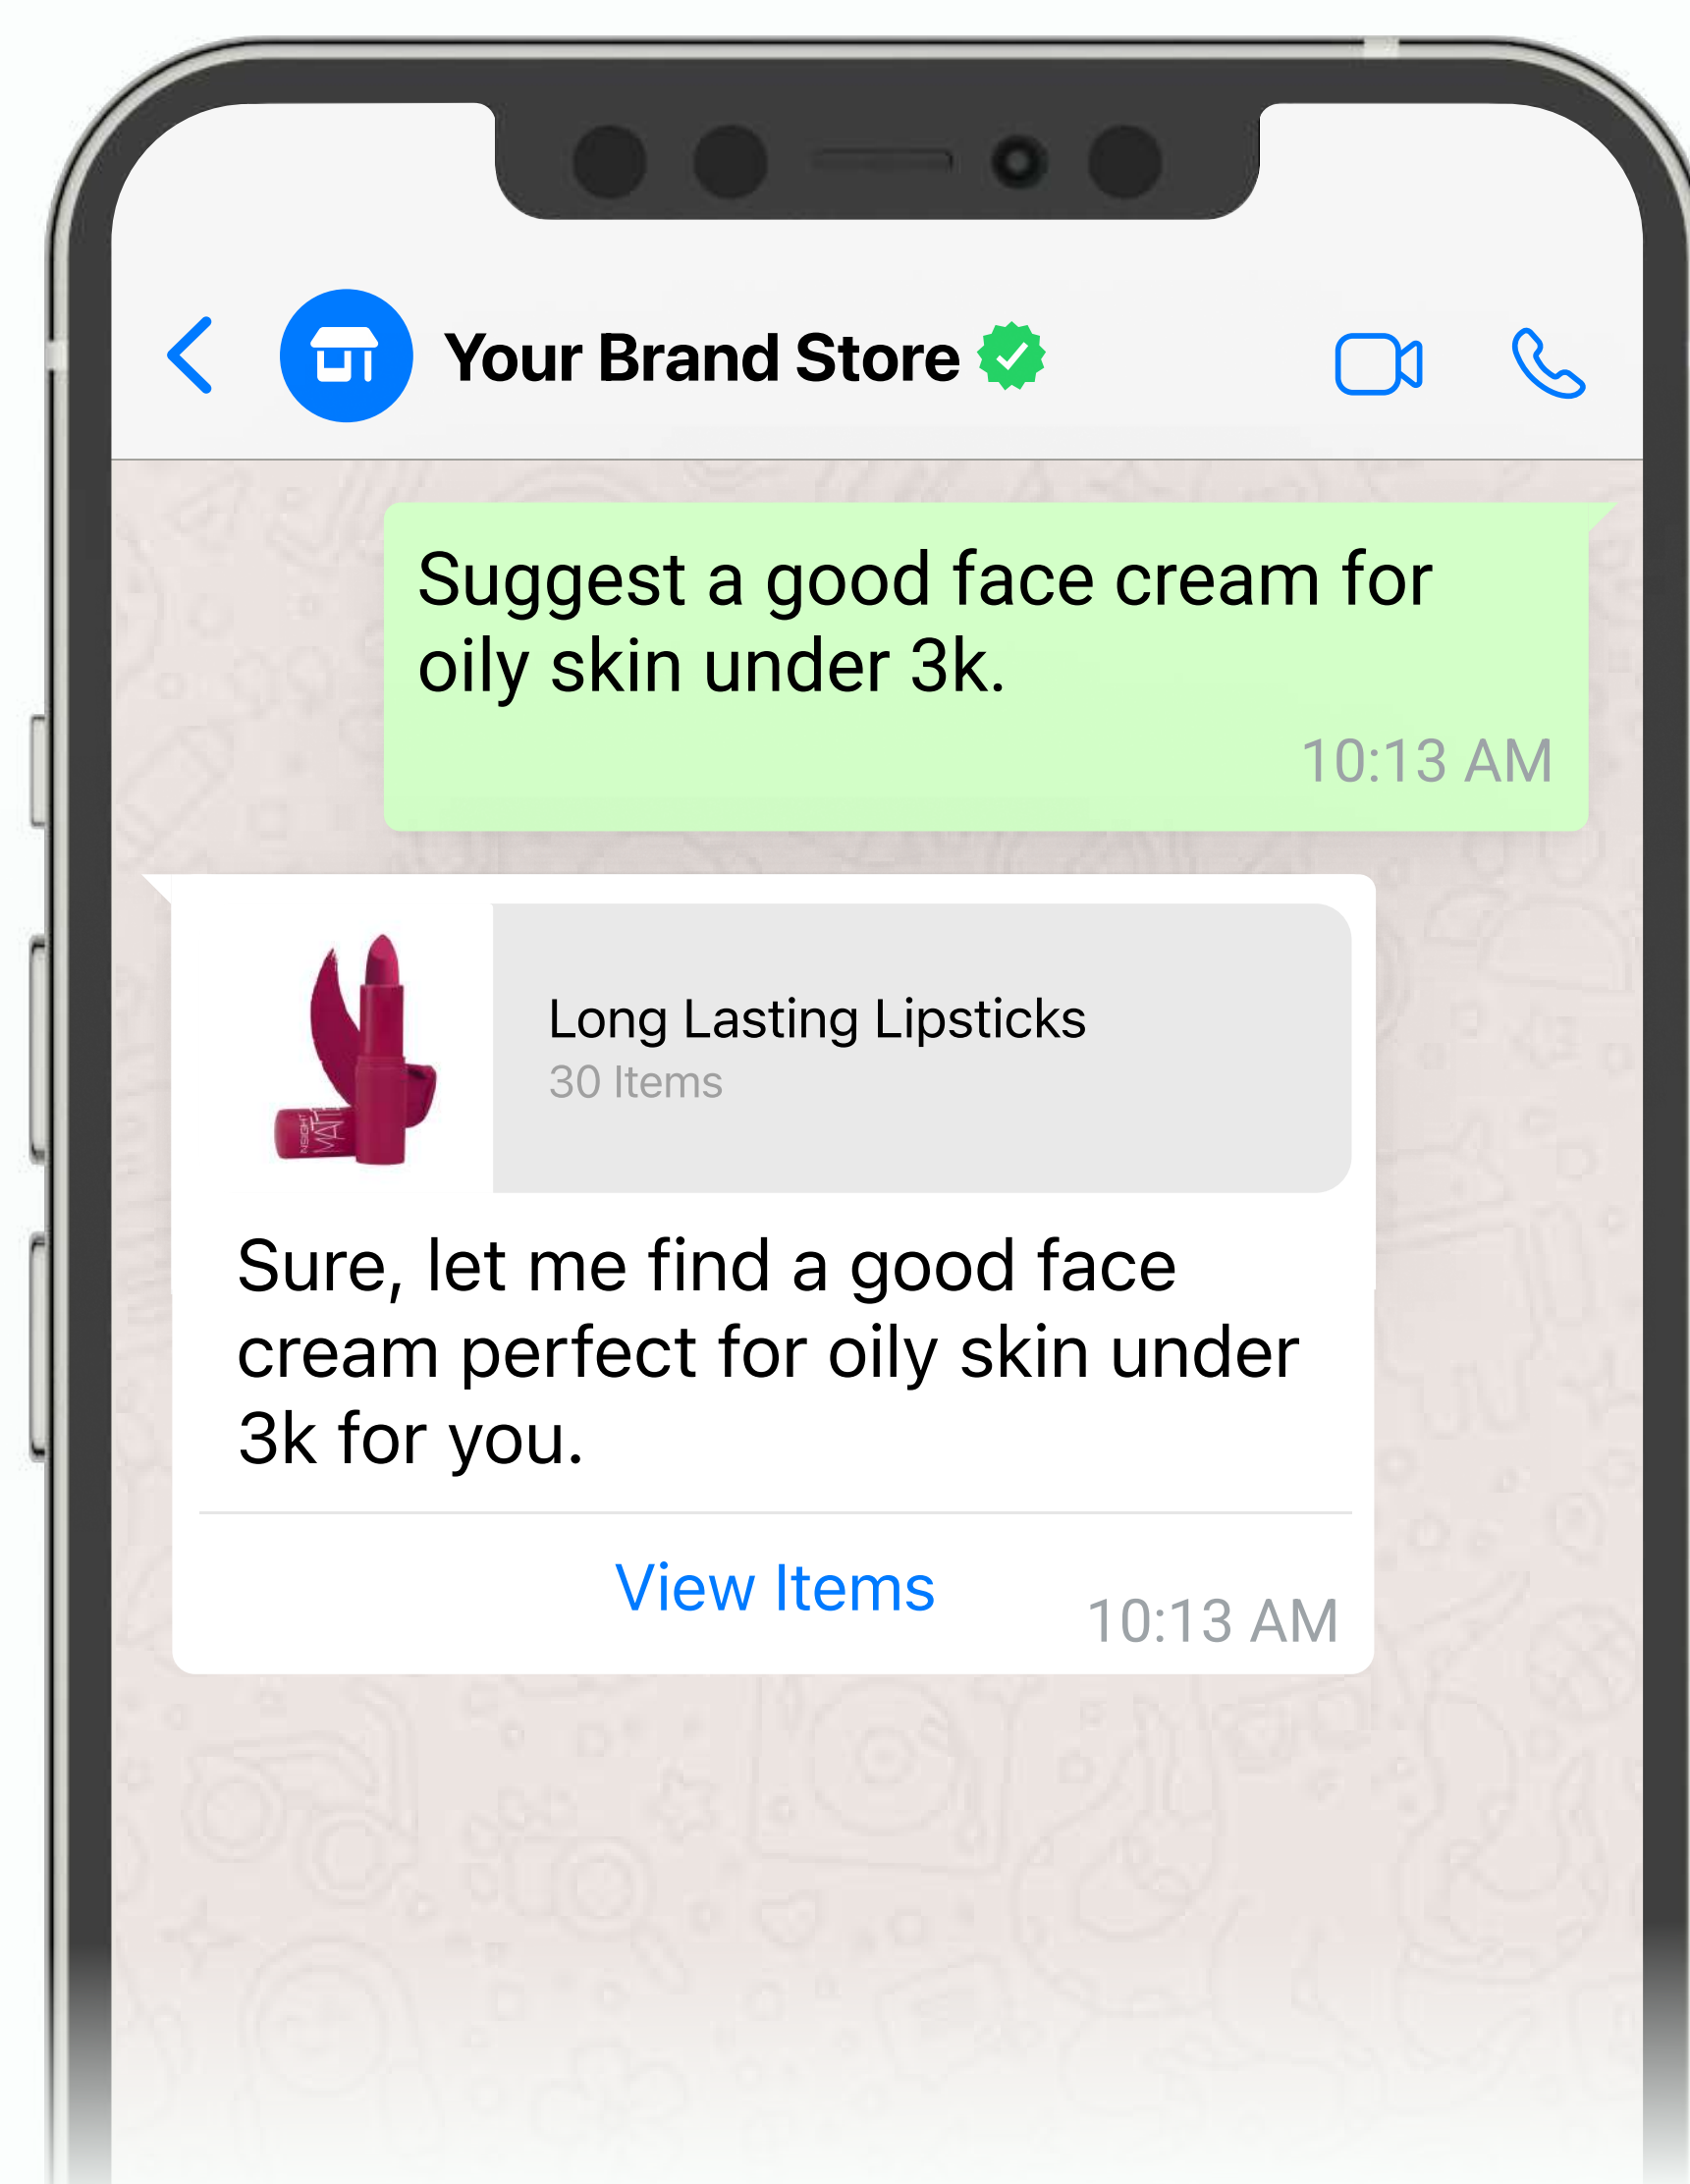 Your Brand Store
Suggest a good face cream for
oily skin under 3k.
10:13 AM
Long Lasting Lipsticks
30 Items
MATTE
Sure, let me find a good face
cream perfect for oily skin under
3k for you.
View Items
10:13 AM